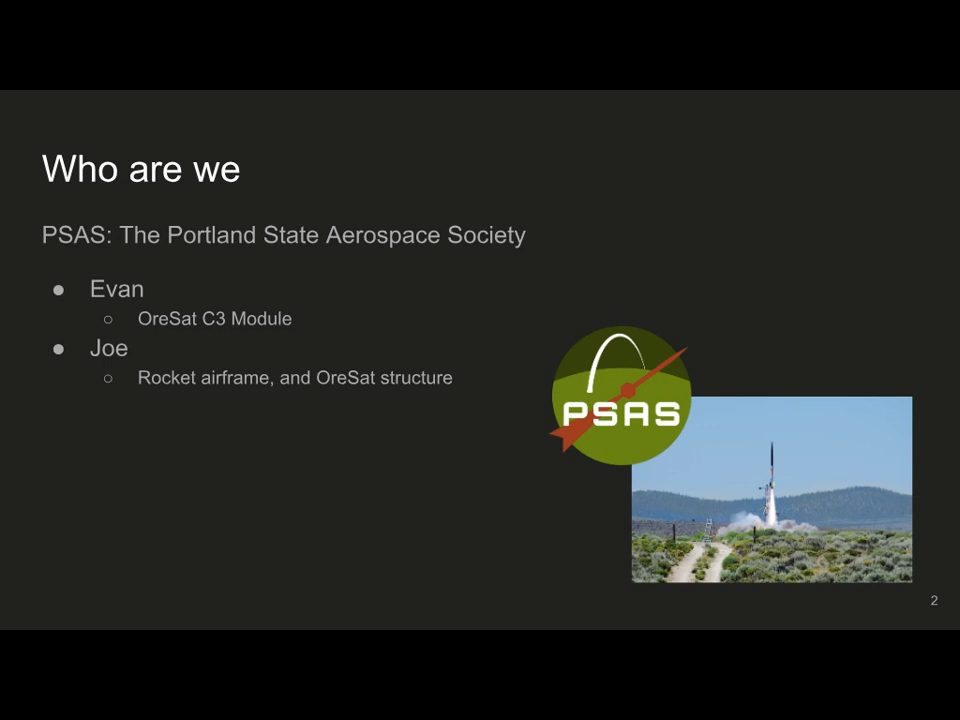 Who are we
PSAS: The Portland State Aerospace Society
● Evan
○ OreSat C3 Module
● Joe
○ Rocket airframe, and OreSat structure
PSAS
2